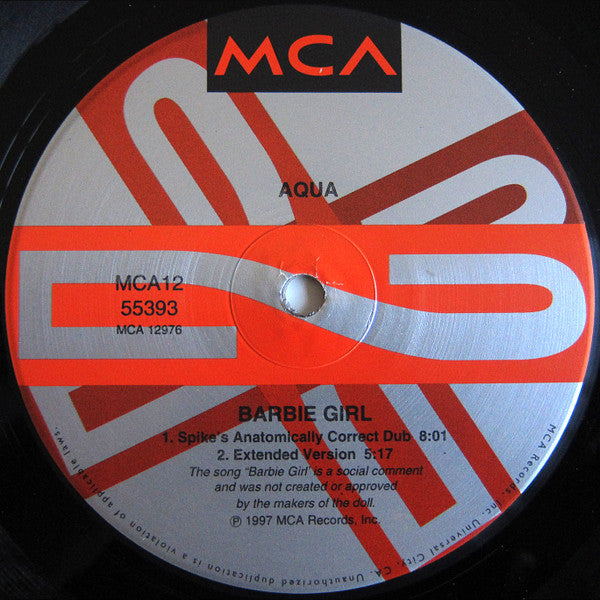 MCA
AQUA
MCA12
55393
MCA 12976
BARBIE GIRL
1. Spike's Anatomically Correct Dub 8:01
2. Extended Version 5:17
The song "Barbie Girl" is a social comment
and was not created or approved
by the makers of the doll.
℗ 1997 MCA Records, Inc.
MCA Records, Inc. Universal City, CA. Unauthorized duplication is a violation of applicable laws.